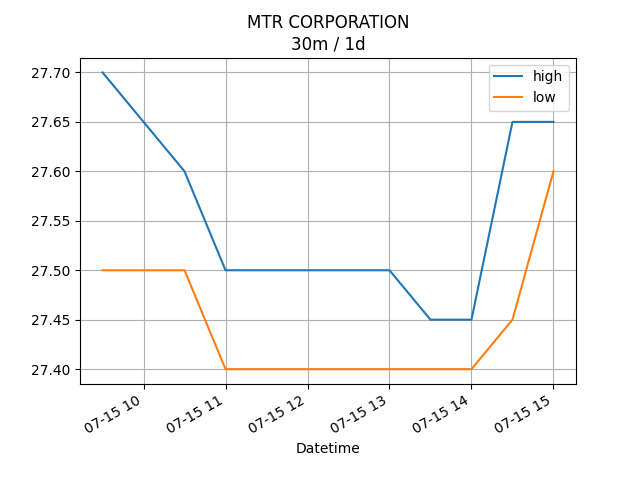 MTR CORPORATION
30m / 1d
high
low
27.70
27.65
27.60
27.55
27.50
27.45
27.40
07-15 10
07-15 11
07-15 12
07-15 13
07-15 14
07-15 15
Datetime